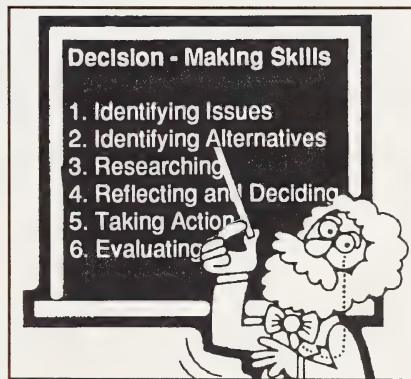 Decision - Making Skills
1. Identifying Issues
2. Identifying Alternatives
3. Researching
4. Reflecting and Deciding
5. Taking Action
6. Evaluating